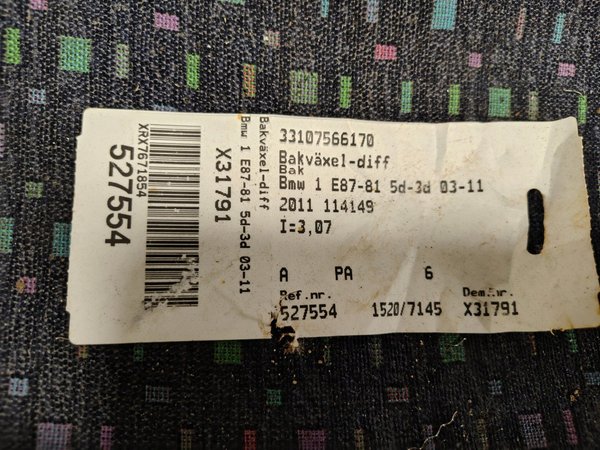 XRX7671854
527554
X31791
Bmw 1 E87-81 5d-3d 03-11
Bakväxel-diff
33107566170
Bakväxel-diff
Bak
Bmw 1 E87-81 5d-3d 03-11
2011 114149
I=3,07
A PA 6
Ref.nr. Dem.nr.
527554 1520/7145 X31791